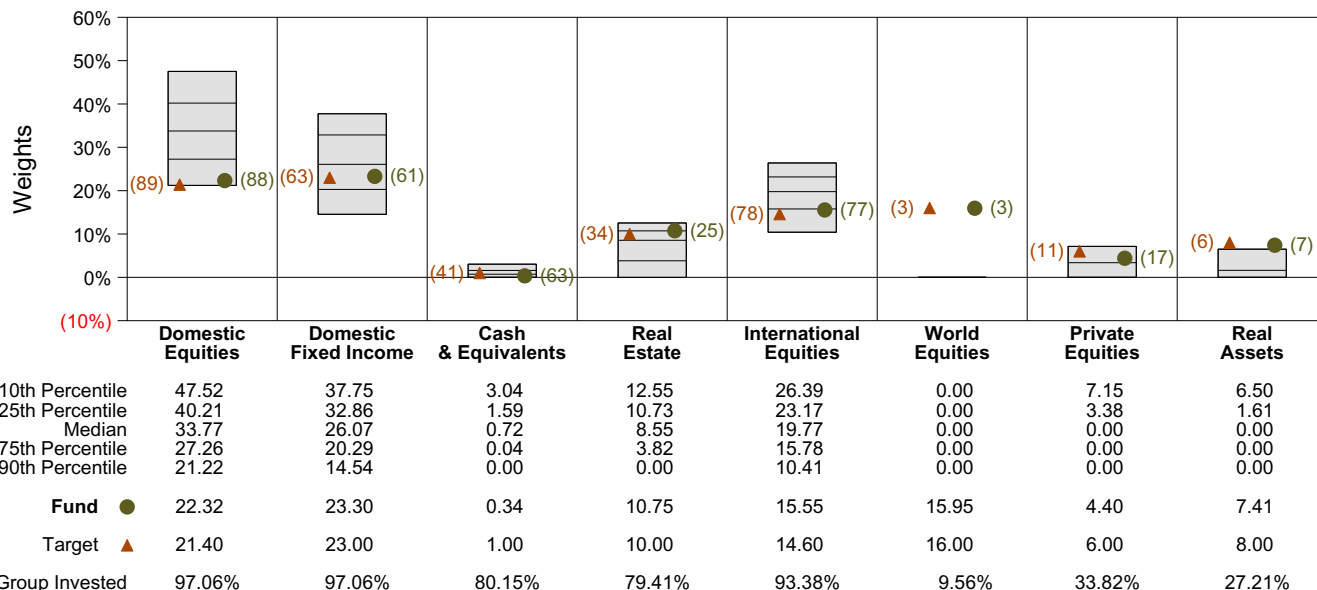 60%
50%
40%
30%
20%
10%
0%
(10%)
Weights
(89) (88) (63) (61) (41) (63) (34) (25) (78) (77) (3) (3) (11) (17) (6) (7)
Domestic Domestic Cash Real International World Private Real
Equities Fixed Income & Equivalents Estate Equities Equities Equities Assets
10th Percentile 47.52 37.75 3.04 12.55 26.39 0.00 7.15 6.50
25th Percentile 40.21 32.86 1.59 10.73 23.17 0.00 3.38 1.61
Median 33.77 26.07 0.72 8.55 19.77 0.00 0.00 0.00
75th Percentile 27.26 20.29 0.04 3.82 15.78 0.00 0.00 0.00
90th Percentile 21.22 14.54 0.00 0.00 10.41 0.00 0.00 0.00
Fund 22.32 23.30 0.34 10.75 15.55 15.95 4.40 7.41
Target 21.40 23.00 1.00 10.00 14.60 16.00 6.00 8.00
Group Invested 97.06% 97.06% 80.15% 79.41% 93.38% 9.56% 33.82% 27.21%